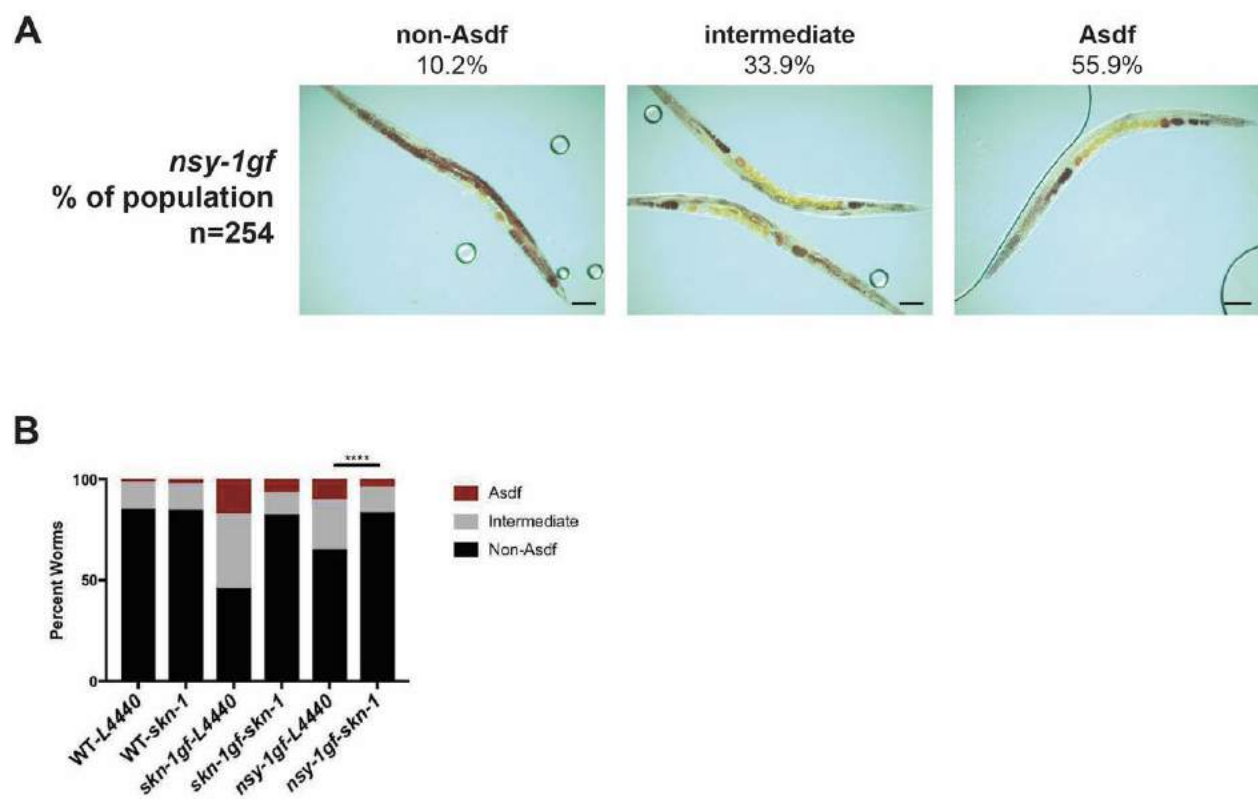 A
non-Asdf
10.2%
intermediate
33.9%
Asdf
55.9%
nsy-1gf
% of population
n=254
B
****
100
50
0
Percent Worms
Asdf
Intermediate
Non-Asdf
WT-L4440
WT-skn-1
skn-1gf-L4440
skn-1gf-skn-1
nsy-1gf-L4440
nsy-1gf-skn-1